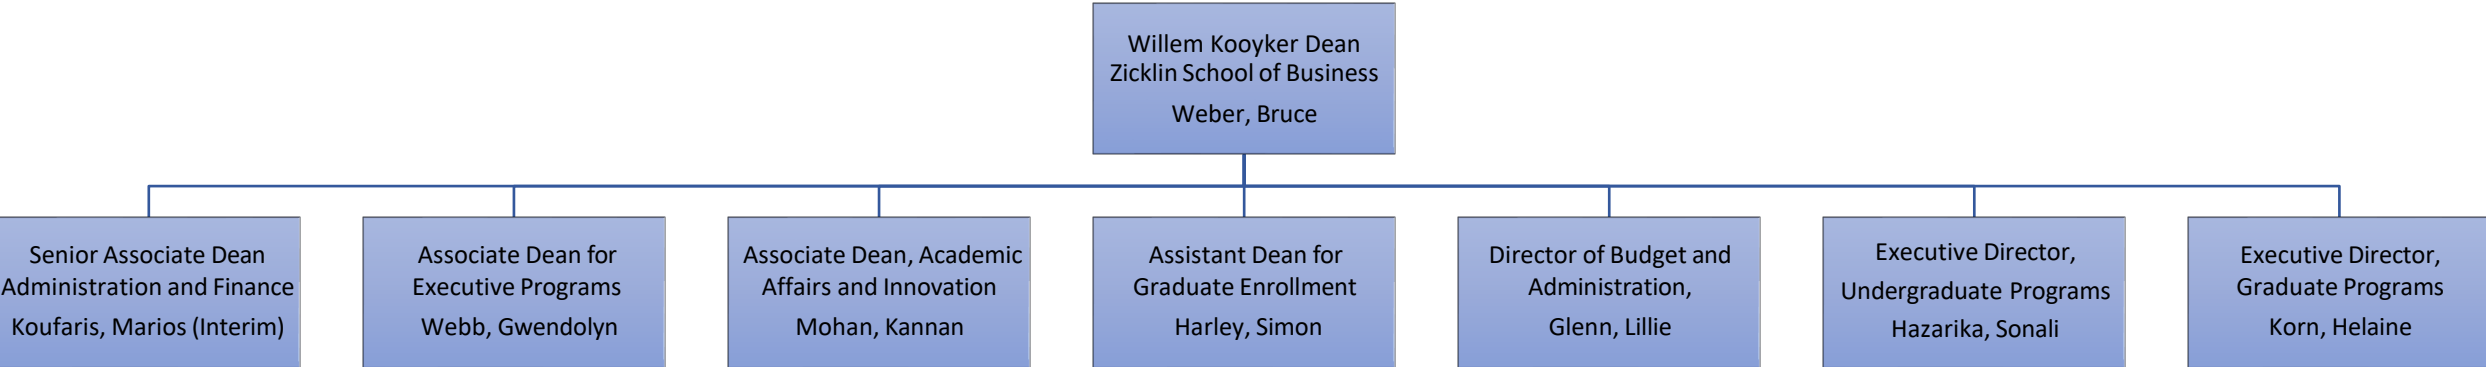 Willem Kooyker Dean
Zicklin School of Business
Weber, Bruce
Senior Associate Dean
Administration and Finance
Koufaris, Marios (Interim)
Associate Dean for
Executive Programs
Webb, Gwendolyn
Associate Dean, Academic
Affairs and Innovation
Mohan, Kannan
Assistant Dean for
Graduate Enrollment
Harley, Simon
Director of Budget and
Administration,
Glenn, Lillie
Executive Director,
Undergraduate Programs
Hazarika, Sonali
Executive Director,
Graduate Programs
Korn, Helaine